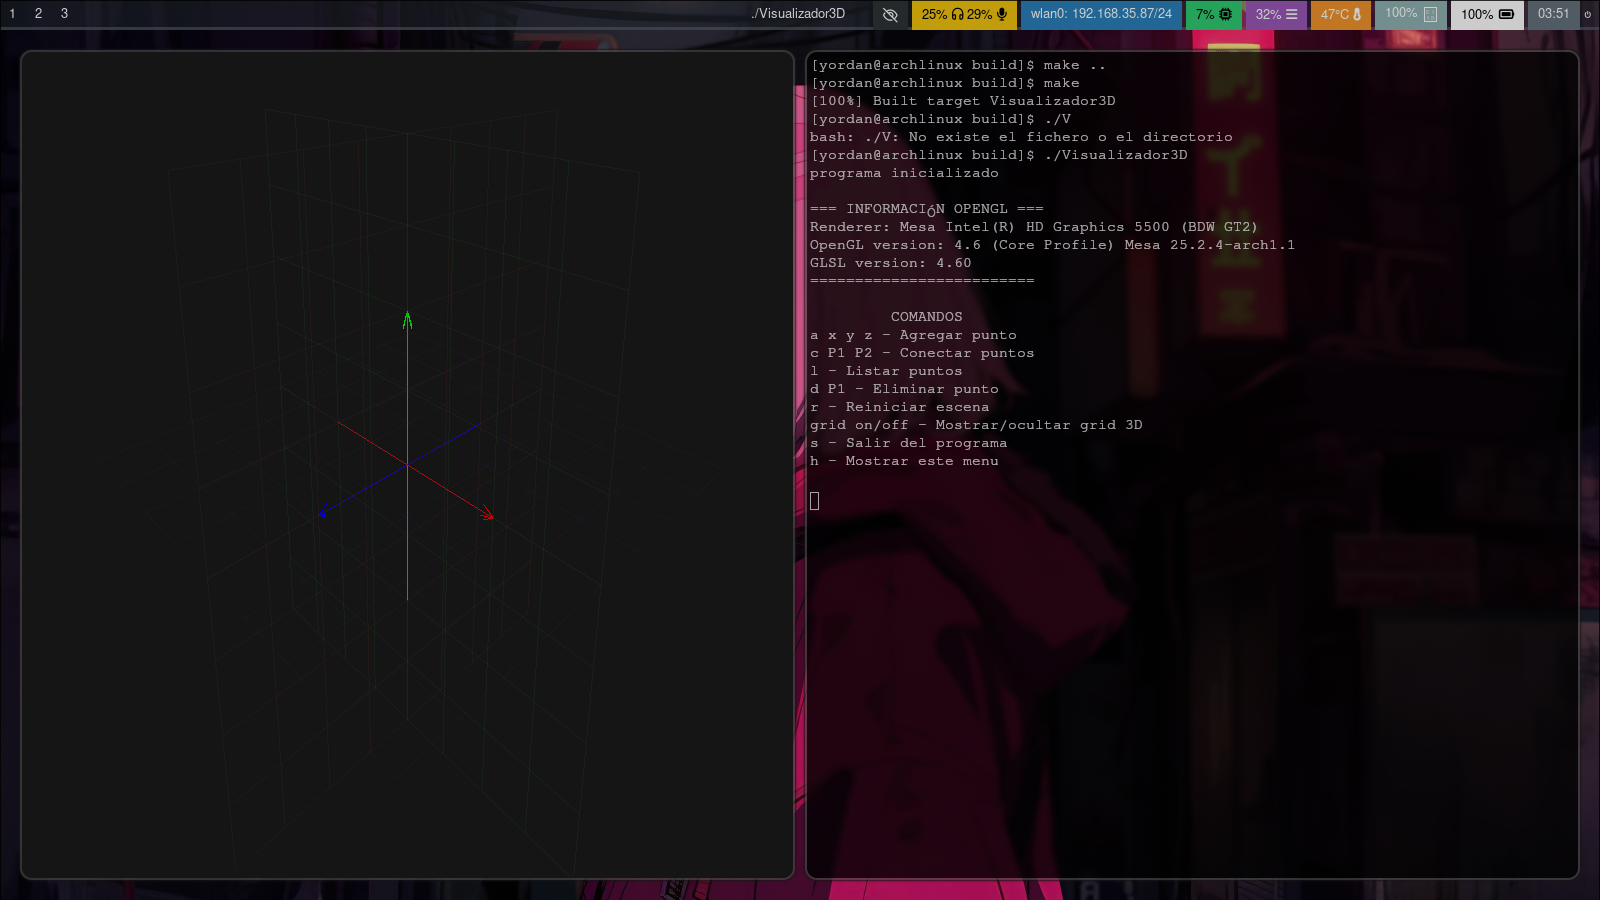 1 2 3
./Visualizador3D
25% 29%
wlan0: 192.168.35.87/24
7%
32%
47°C
100%
100%
03:51
[yordan@archlinux build]$ make ..
[yordan@archlinux build]$ make
[100%] Built target Visualizador3D
[yordan@archlinux build]$ ./V
bash: ./V: No existe el fichero o el directorio
[yordan@archlinux build]$ ./Visualizador3D
programa inicializado
=== INFORMACIóN OPENGL ===
Renderer: Mesa Intel(R) HD Graphics 5500 (BDW GT2)
OpenGL version: 4.6 (Core Profile) Mesa 25.2.4-arch1.1
GLSL version: 4.60
=========================
COMANDOS
a x y z - Agregar punto
c P1 P2 - Conectar puntos
l - Listar puntos
d P1 - Eliminar punto
r - Reiniciar escena
grid on/off - Mostrar/ocultar grid 3D
s - Salir del programa
h - Mostrar este menu